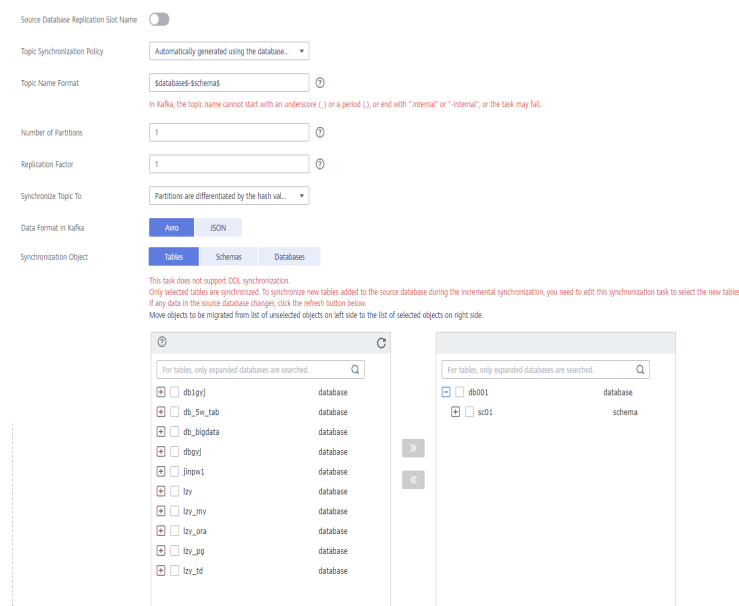 Source Database Replication Slot Name
Topic Synchronization Policy
Automatically generated using the database...
Topic Name Format
$database$-$schema$
In Kafka, the topic name cannot start with an underscore (_) or a period (.), or end with ".Internal" or "-Internal", or the task may fail.
Number of Partitions
1
Replication Factor
1
Synchronize Topic To
Partitions are differentiated by the hash val...
Data Format in Kafka
Avro JSON
Synchronization Object
Tables Schemas Databases
This task does not support DDL synchronization.
Only selected tables are synchronized. To synchronize new tables added to the source database during the incremental synchronization, you need to edit this synchronization task to select the new tables
If any data in the source database changes, click the refresh button below.
Move objects to be migrated from list of unselected objects on left side to the list of selected objects on right side.
For tables, only expanded databases are searched.
db1gyj database
db_5w_tab database
db_bigdata database
dbgyj database
jinpw1 database
lzy database
lzy_my database
lzy_ora database
lzy_pg database
lzy_td database
For tables, only expanded databases are searched.
db001 database
sc01 schema